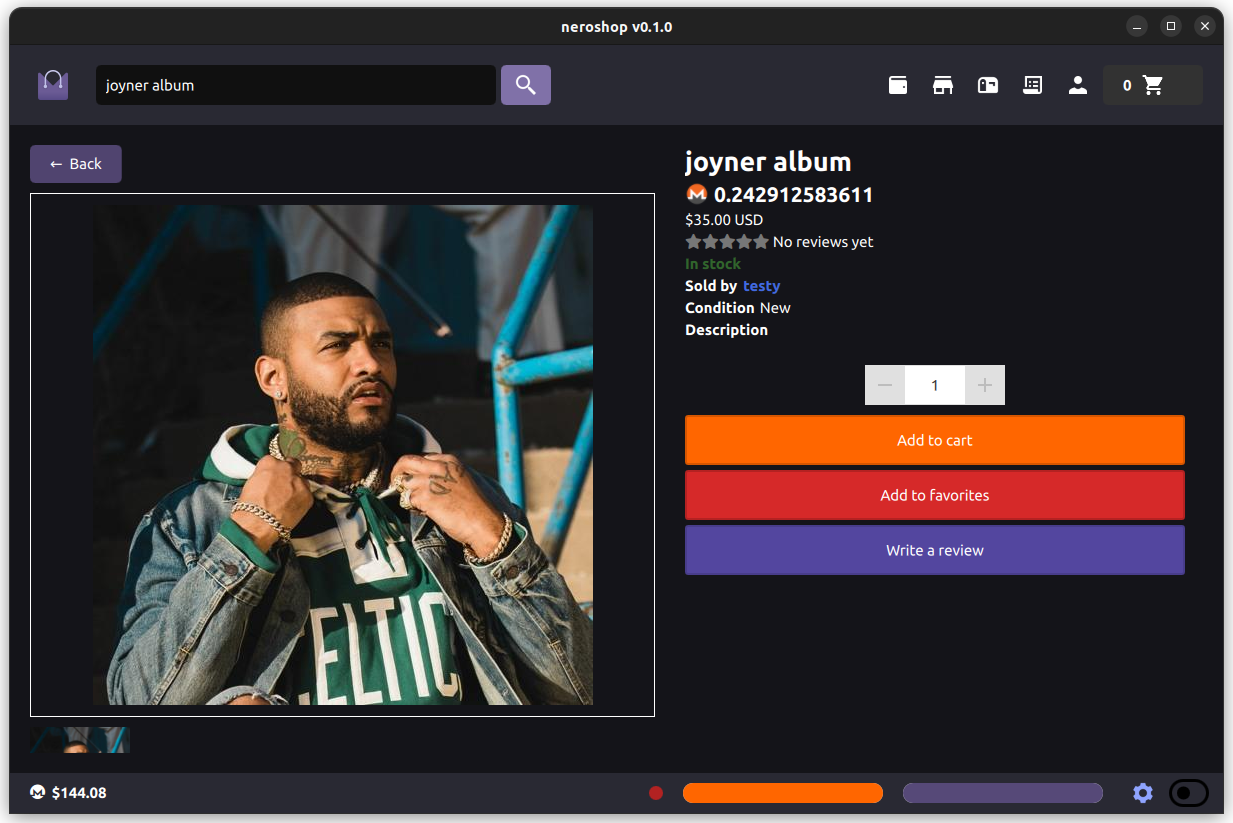 neroshop v0.1.0
joyner album
0
← Back
joyner album
0.242912583611
$35.00 USD
No reviews yet
In stock
Sold by testy
Condition New
Description
1
Add to cart
Add to favorites
Write a review
ELTIC
$144.08